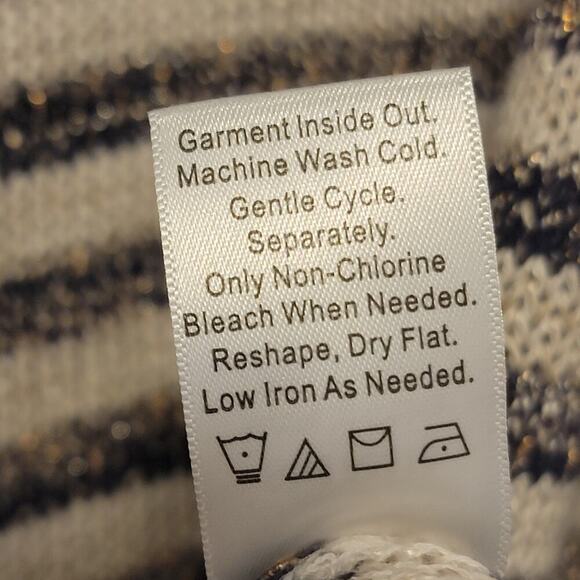 Garment Inside Out.
Machine Wash Cold.
Gentle Cycle.
Separately.
Only Non-Chlorine
Bleach When Needed.
Reshape, Dry Flat.
Low Iron As Needed.